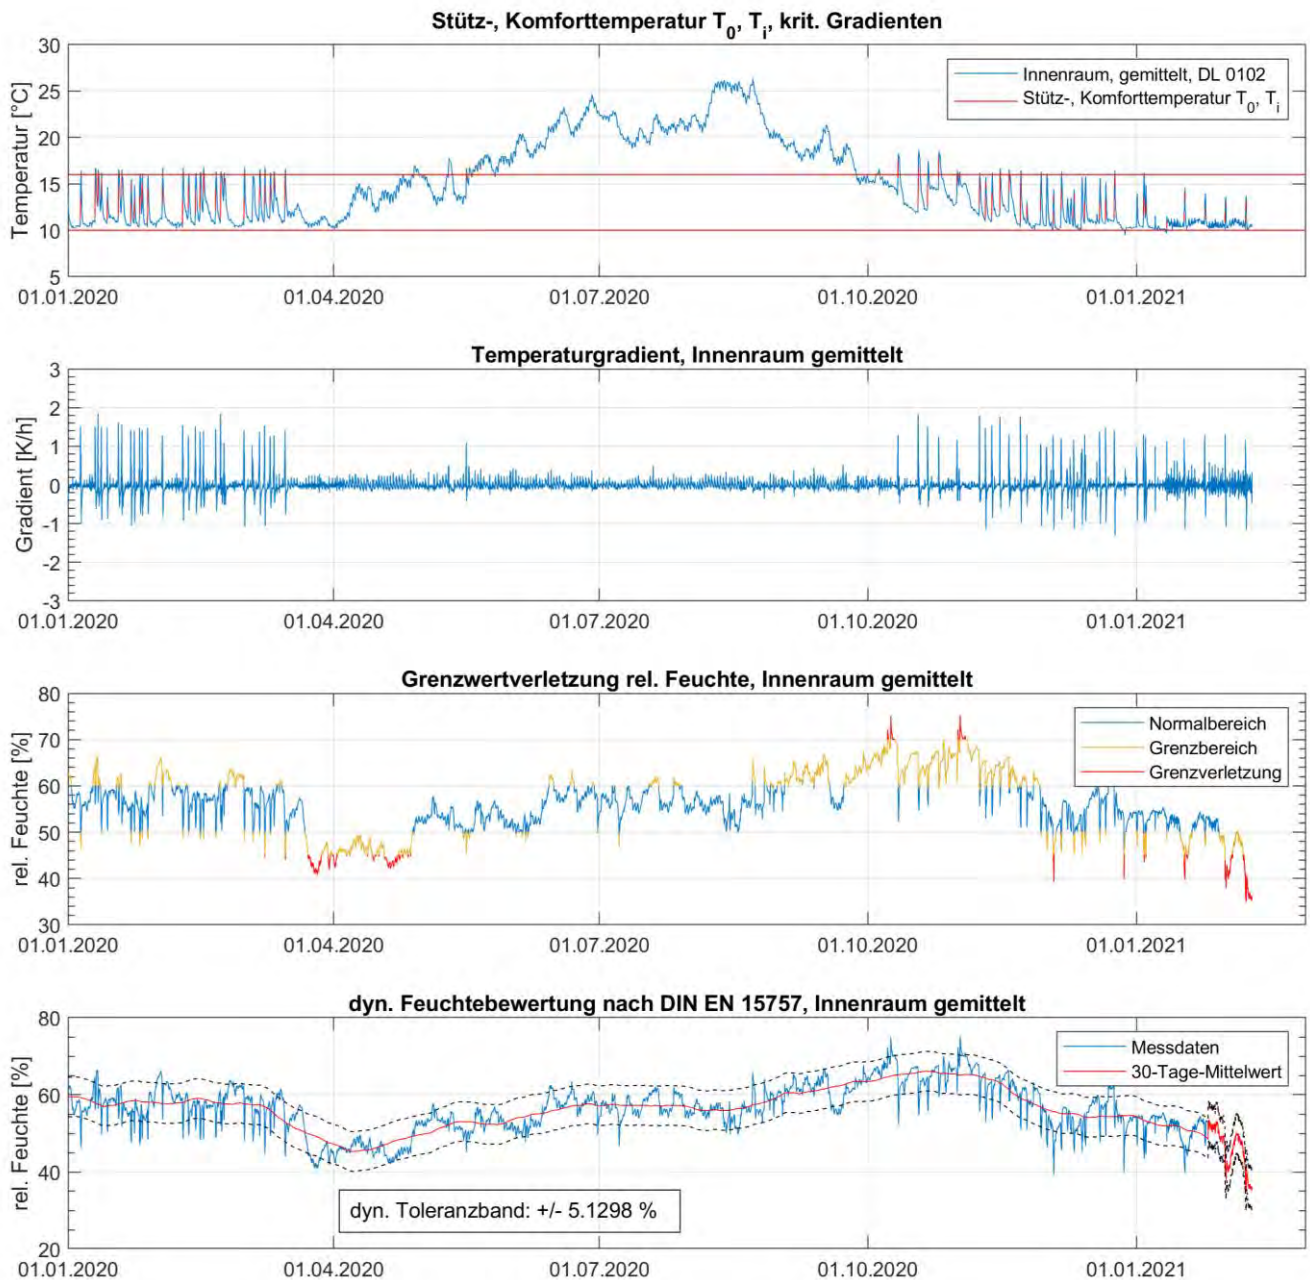 Stütz-, Komforttemperatur T0, Ti, krit. Gradienten
Temperatur [°C]
30
25
20
15
10
5
Innenraum, gemittelt, DL 0102
Stütz-, Komforttemperatur T0, Ti
01.01.2020 01.04.2020 01.07.2020 01.10.2020 01.01.2021
Temperaturgradient, Innenraum gemittelt
Gradient [K/h]
3
2
1
0
-1
-2
-3
01.01.2020 01.04.2020 01.07.2020 01.10.2020 01.01.2021
Grenzwertverletzung rel. Feuchte, Innenraum gemittelt
rel. Feuchte [%]
80
70
60
50
40
30
Normalbereich
Grenzbereich
Grenzverletzung
01.01.2020 01.04.2020 01.07.2020 01.10.2020 01.01.2021
dyn. Feuchtebewertung nach DIN EN 15757, Innenraum gemittelt
rel. Feuchte [%]
80
60
40
20
Messdaten
30-Tage-Mittelwert
dyn. Toleranzband: +/- 5.1298 %
01.01.2020 01.04.2020 01.07.2020 01.10.2020 01.01.2021